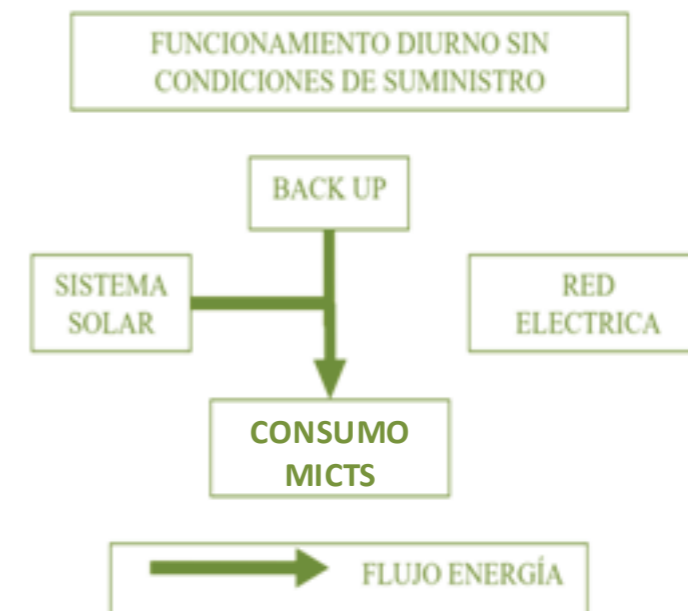 FUNCIONAMIENTO DIURNO SIN
CONDICIONES DE SUMINISTRO
BACK UP
SISTEMA
SOLAR
RED
ELECTRICA
CONSUMO
MICTS
FLUJO ENERGÍA